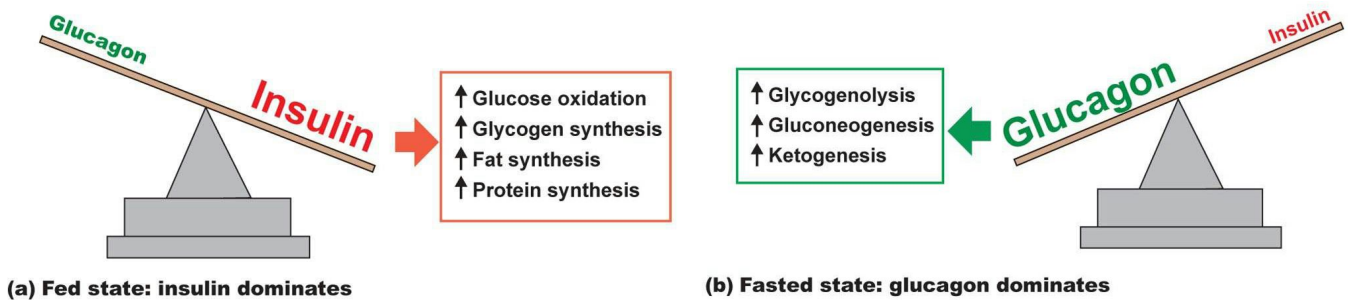 Glucagon
Insulin
↑ Glucose oxidation
↑ Glycogen synthesis
↑ Fat synthesis
↑ Protein synthesis
(a) Fed state: insulin dominates
↑ Glycogenolysis
↑ Gluconeogenesis
↑ Ketogenesis
Glucagon
Insulin
(b) Fasted state: glucagon dominates